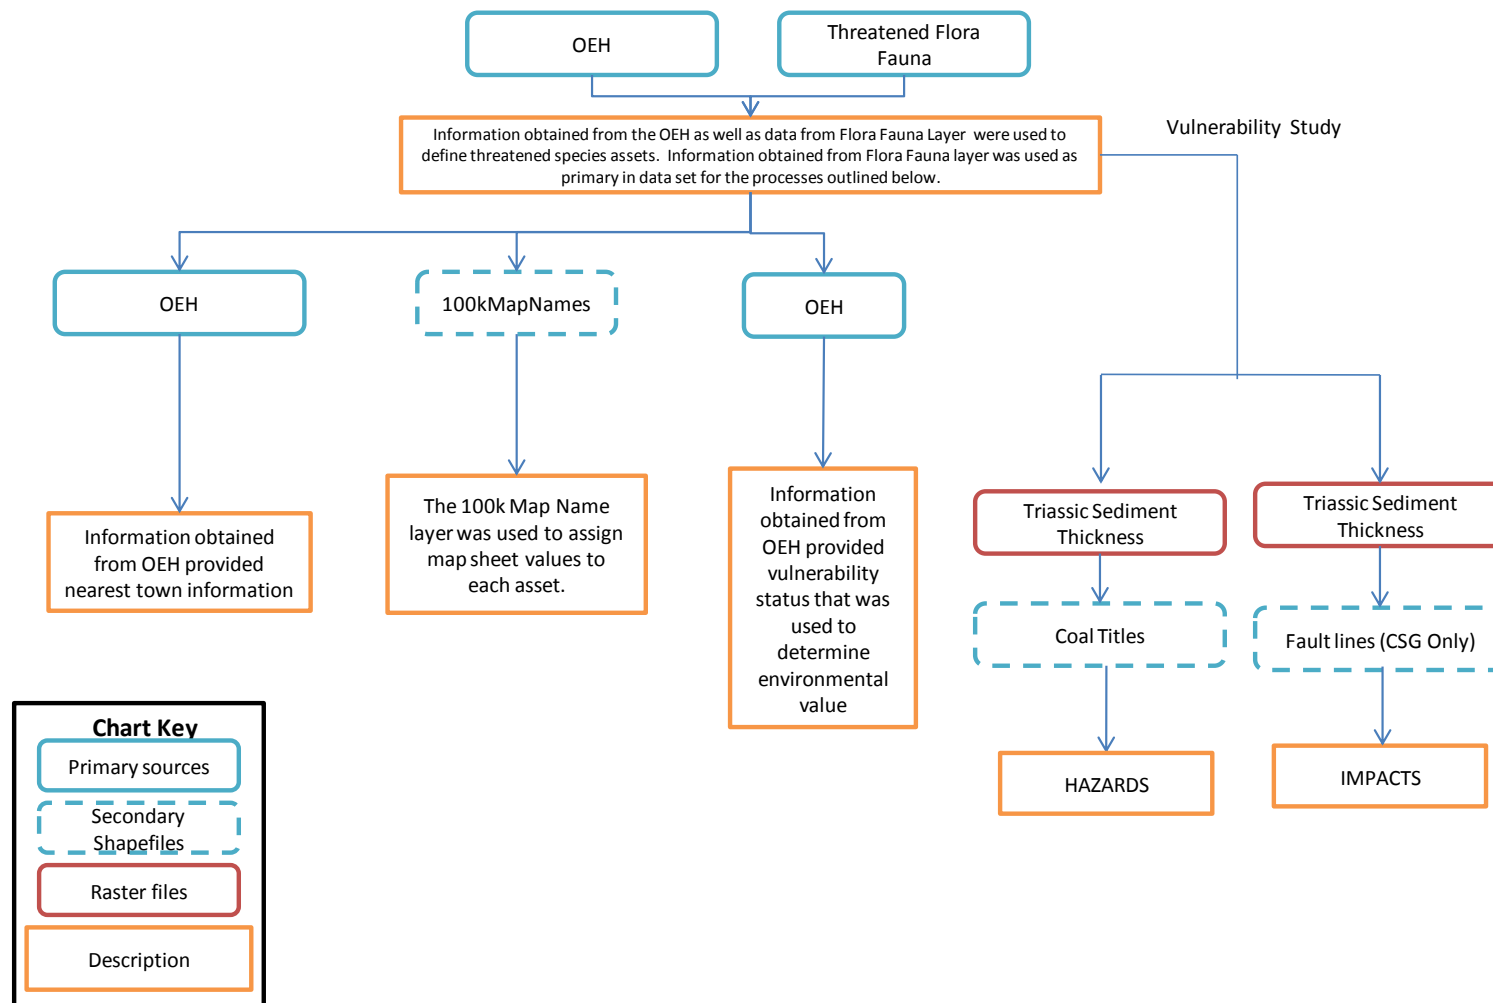 OEH
Threatened Flora
Fauna
Information obtained from the OEH as well as data from Flora Fauna Layer were used to
define threatened species assets. Information obtained from Flora Fauna layer was used as
primary in data set for the processes outlined below.
Vulnerability Study
OEH
100kMapNames
OEH
Information obtained
from OEH provided
nearest town information
The 100k Map Name
layer was used to assign
map sheet values to
each asset.
Information
obtained from
OEH provided
vulnerability
status that was
used to
determine
environmental
value
Triassic Sediment
Thickness
Triassic Sediment
Thickness
Coal Titles
Fault lines (CSG Only)
HAZARDS
IMPACTS
Chart Key
Primary sources
Secondary
Shapefiles
Raster files
Description